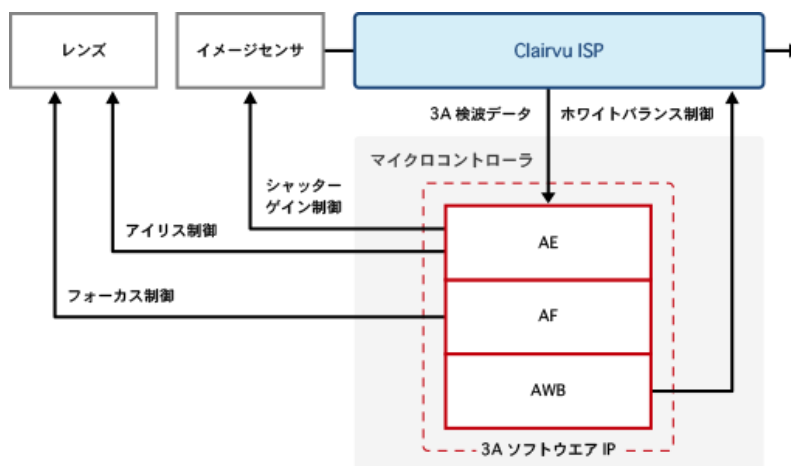 レンズ
イメージセンサ
Clairvu ISP
3A 検波データ
ホワイトバランス制御
マイクロコントローラ
シャッター
ゲイン制御
アイリス制御
AE
フォーカス制御
AF
AWB
3A ソフトウエア IP